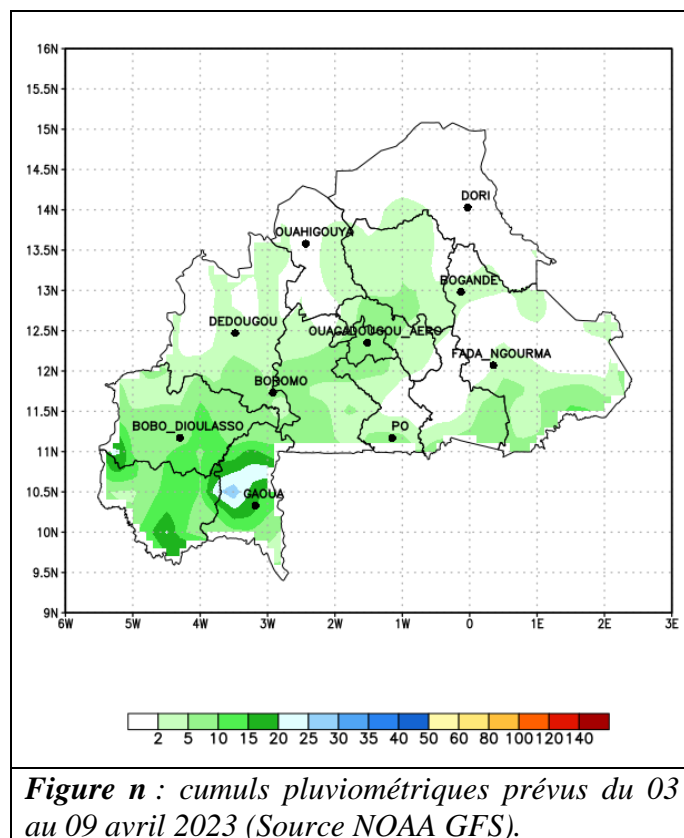 16N
15.5N
15N
14.5N
14N
13.5N
13N
12.5N
12N
11.5N
11N
10.5N
10N
9.5N
9N
DORI
OUAHIGOUYA
BOGANDE
DEDOUGOU
OUAGADOUGOU_AERO
FADA_NGOURMA
BOROMO
BOBO_DIOULASSO
PO
GAOUA
6W 5W 4W 3W 2W 1W 0 1E 2E 3E
2 5 10 15 20 25 30 35 40 50 60 80 100 120 140
Figure n : cumuls pluviométriques prévus du 03
au 09 avril 2023 (Source NOAA GFS).